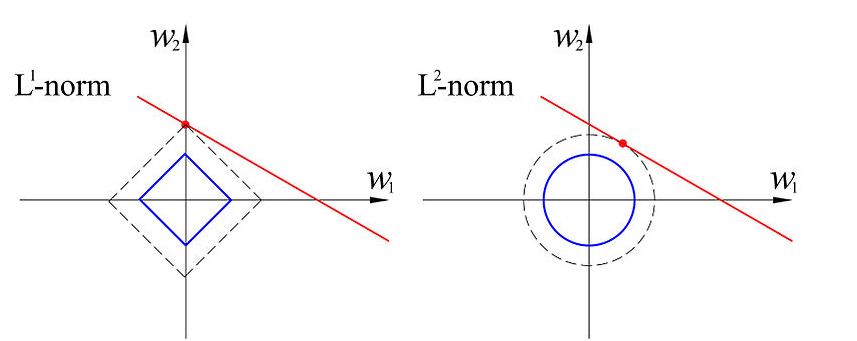 w₂
L¹-norm
w₁
w₂
L²-norm
w₁